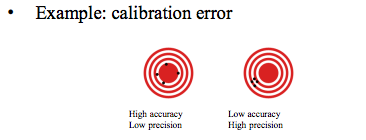 • Example: calibration error
High accuracy
Low precision
Low accuracy
High precision